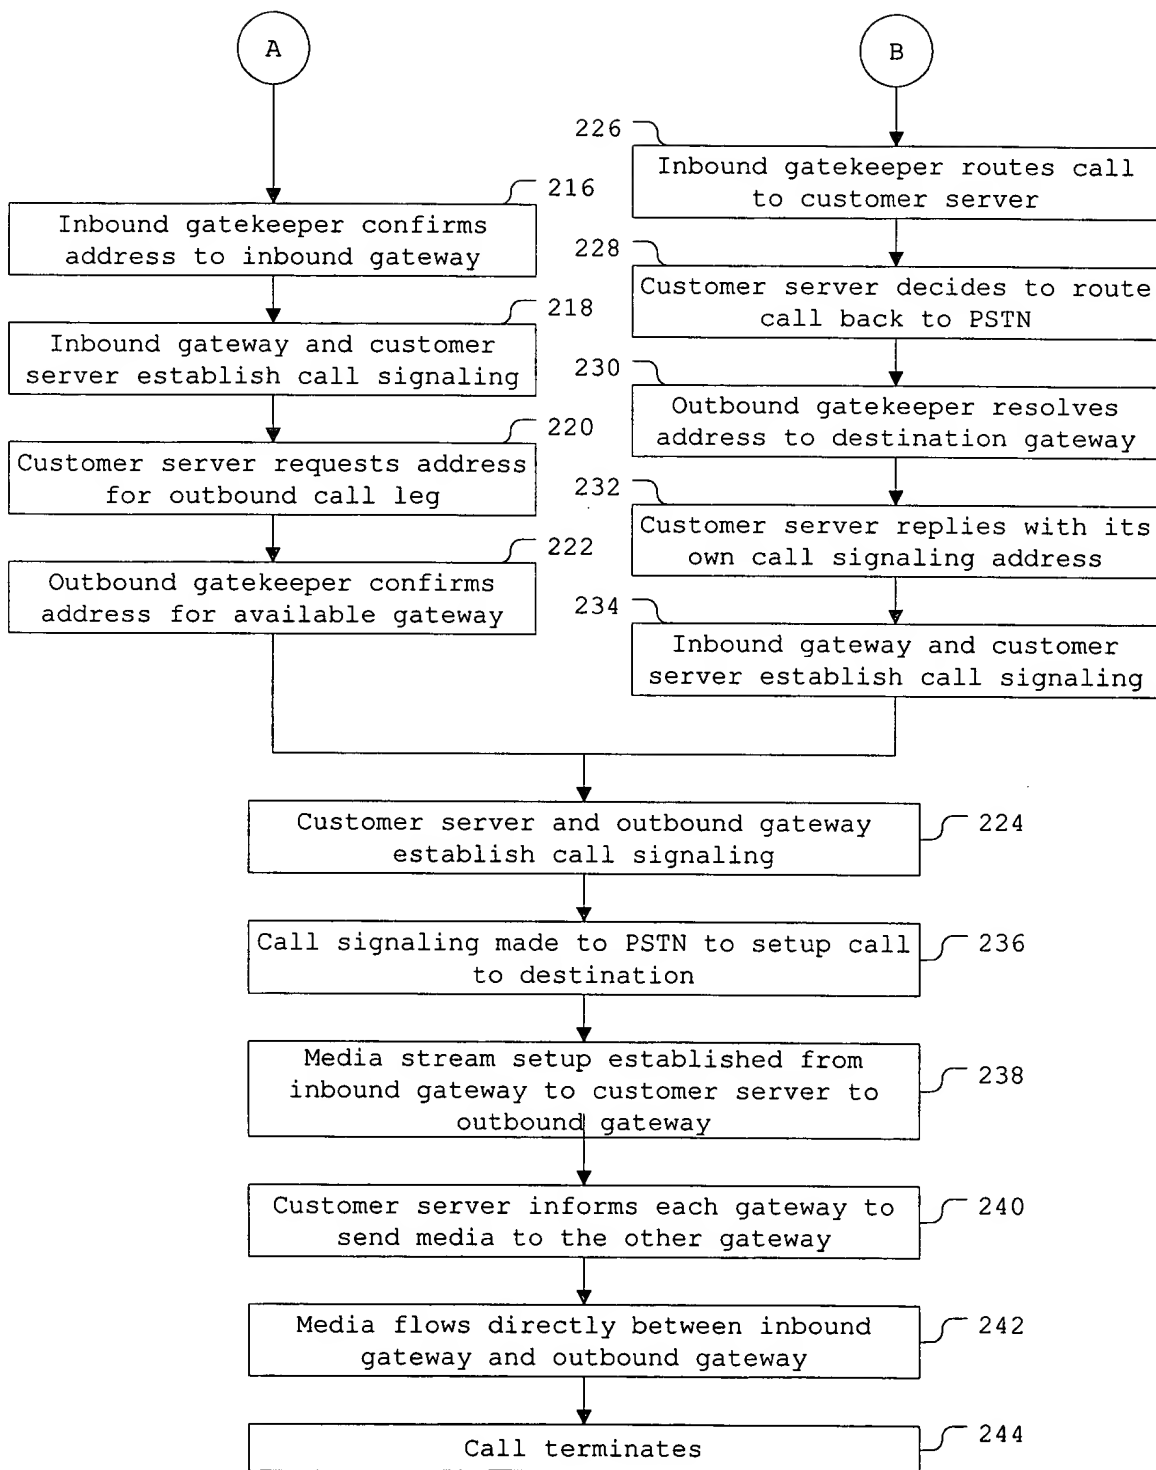 A
216
Inbound gatekeeper confirms
address to inbound gateway
218
Inbound gateway and customer
server establish call signaling
220
Customer server requests address
for outbound call leg
222
Outbound gatekeeper confirms
address for available gateway
B
226
Inbound gatekeeper routes call
to customer server
228
Customer server decides to route
call back to PSTN
230
Outbound gatekeeper resolves
address to destination gateway
232
Customer server replies with its
own call signaling address
234
Inbound gateway and customer
server establish call signaling
Customer server and outbound gateway
establish call signaling
224
Call signaling made to PSTN to setup call
to destination
236
Media stream setup established from
inbound gateway to customer server to
outbound gateway
238
Customer server informs each gateway to
send media to the other gateway
240
Media flows directly between inbound
gateway and outbound gateway
242
Call terminates
244